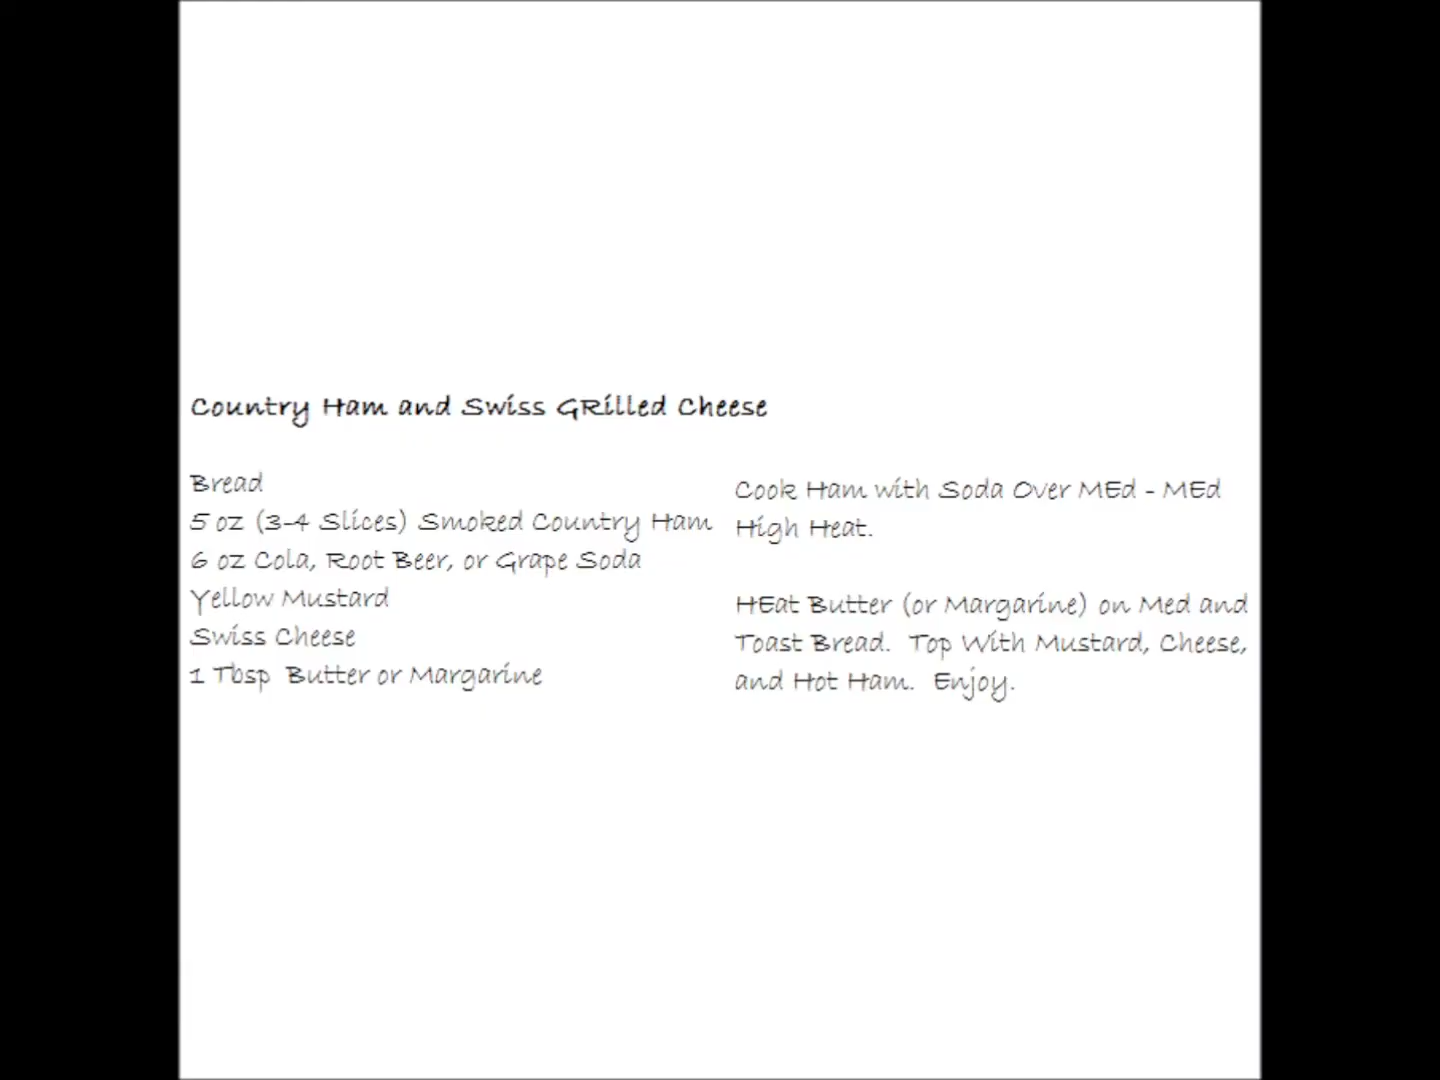 Country Ham and Swiss GRilled Cheese
Bread
5 oz (3-4 Slices) Smoked Country Ham
6 oz Cola, Root Beer, or Grape Soda
Yellow Mustard
Swiss Cheese
1 Tbsp Butter or Margarine
Cook Ham with Soda Over MEd - MEd
High Heat.
HEat Butter (or Margarine) on Med and
Toast Bread. Top With Mustard, Cheese,
and Hot Ham. Enjoy.